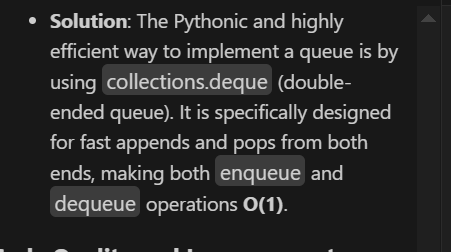 • Solution: The Pythonic and highly
efficient way to implement a queue is by
using collections.deque (double-
ended queue). It is specifically designed
for fast appends and pops from both
ends, making both enqueue and
dequeue operations O(1).